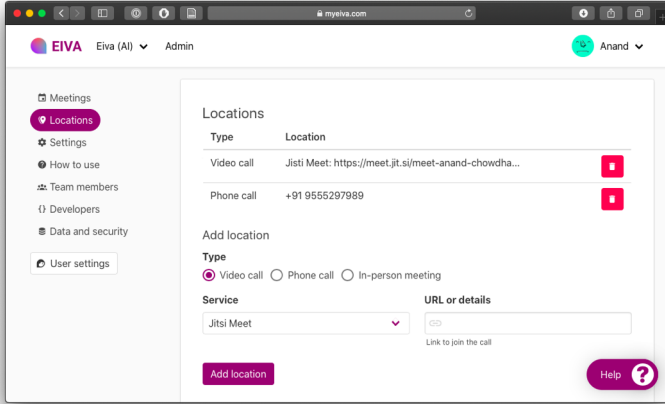 myeiva.com
EIVA Eiva (AI) Admin Anand
Meetings
Locations
Settings
How to use
Team members
{} Developers
Data and security
User settings
Locations
Type Location
Video call Jisti Meet: https://meet.jit.si/meet-anand-chowdha...
Phone call +91 9555297989
Add location
Type
Video call Phone call In-person meeting
Service URL or details
Jitsi Meet
Link to join the call
Add location
Help ?